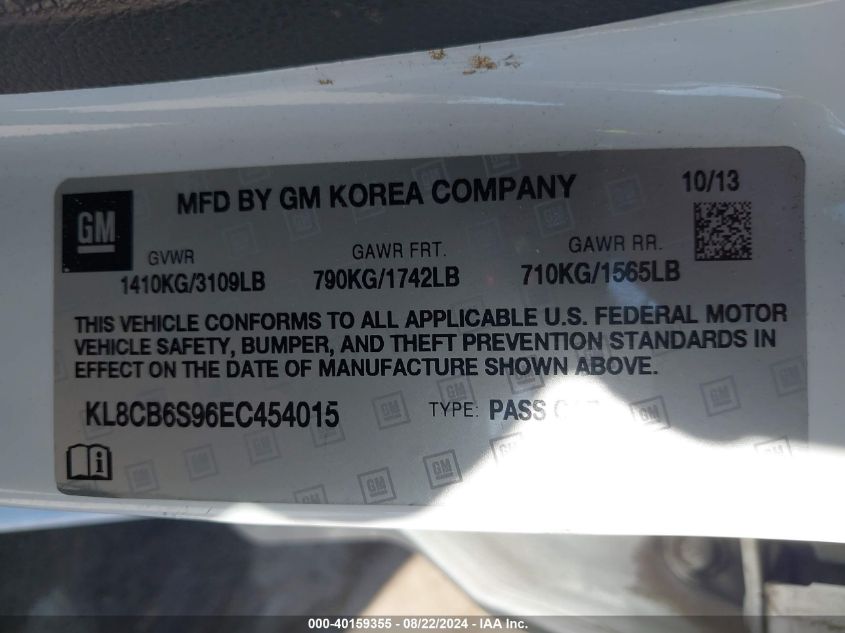 MFD BY GM KOREA COMPANY 10/13
GM
GVWR GAWR FRT. GAWR RR.
1410KG/3109LB 790KG/1742LB 710KG/1565LB
THIS VEHICLE CONFORMS TO ALL APPLICABLE U.S. FEDERAL MOTOR
VEHICLE SAFETY, BUMPER, AND THEFT PREVENTION STANDARDS IN
EFFECT ON THE DATE OF MANUFACTURE SHOWN ABOVE.
KL8CB6S96EC454015 TYPE: PASS
000-40159355 - 08/22/2024 - IAA Inc.